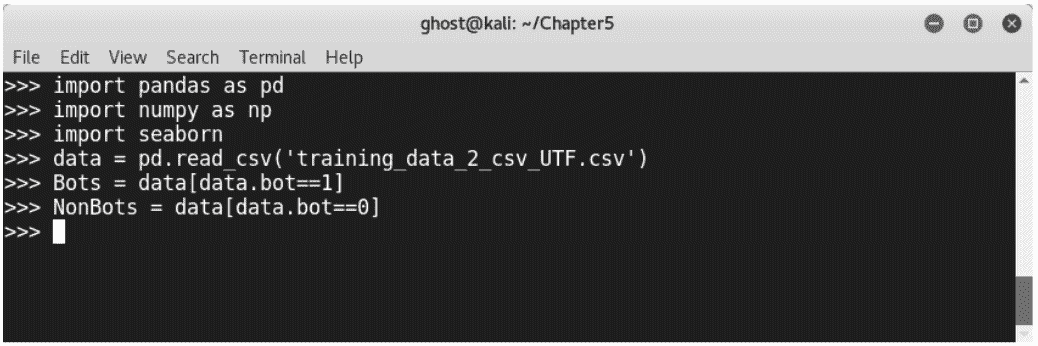 ghost@kali: ~/Chapter5
File Edit View Search Terminal Help
>>> import pandas as pd
>>> import numpy as np
>>> import seaborn
>>> data = pd.read_csv('training_data_2_csv_UTF.csv')
>>> Bots = data[data.bot==1]
>>> NonBots = data[data.bot==0]
>>>